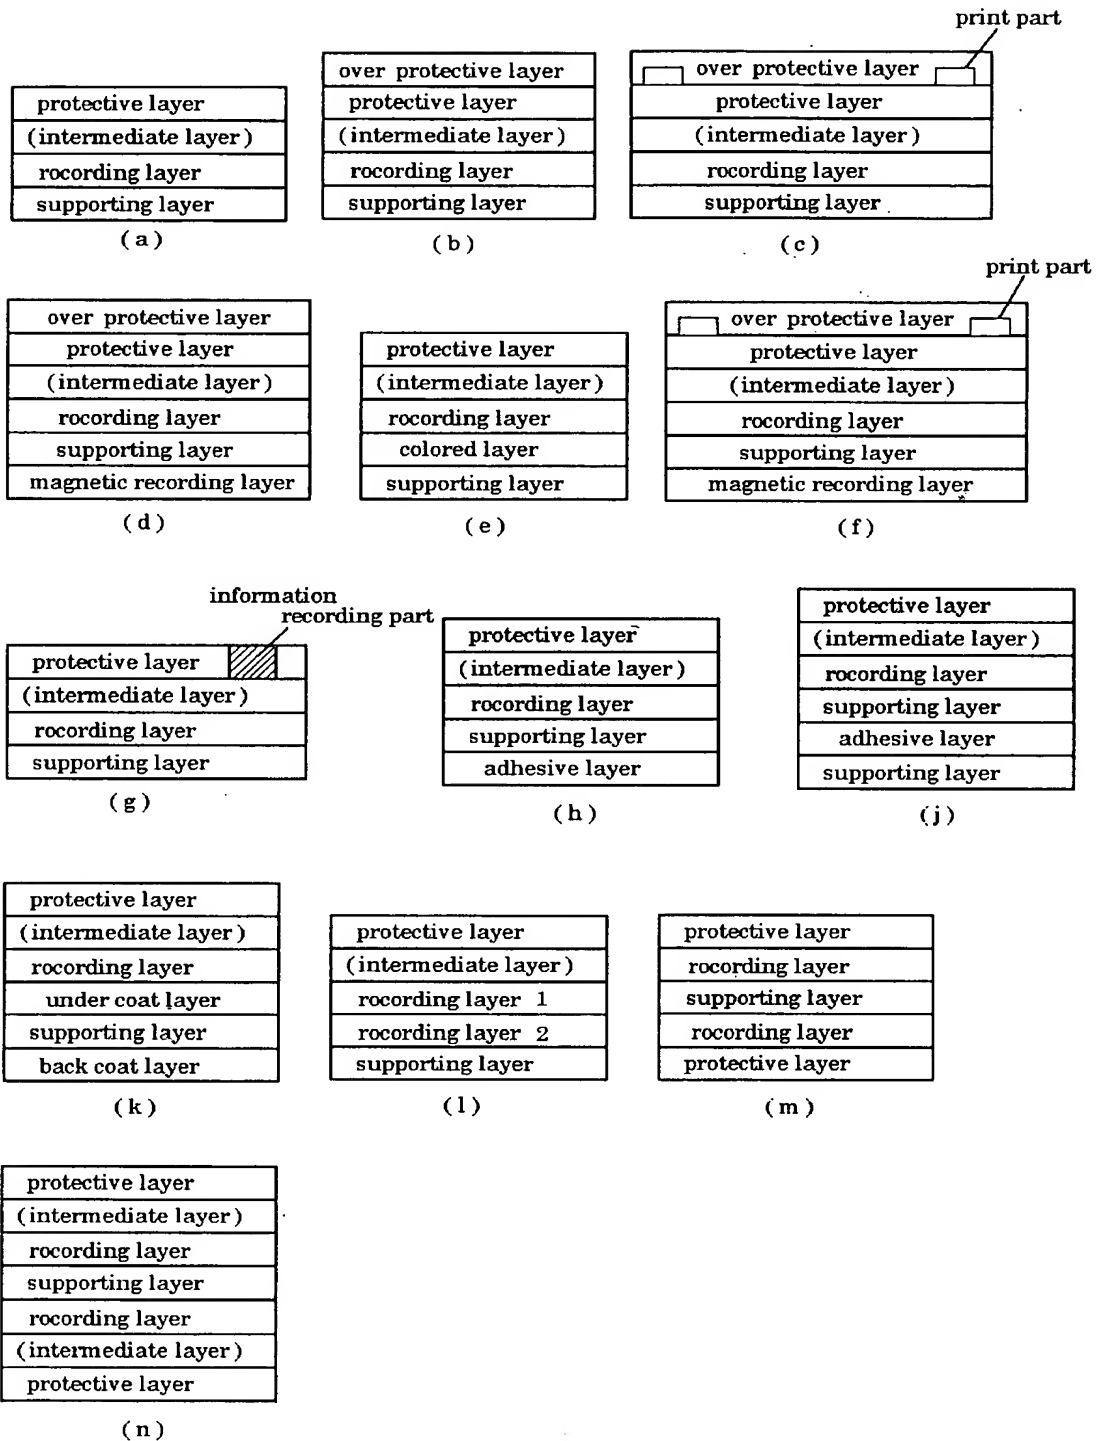 protective layer
(intermediate layer)
rocording layer
supporting layer
(a)
over protective layer
protective layer
(intermediate layer)
rocording layer
supporting layer
(b)
print part
over protective layer
protective layer
(intermediate layer)
rocording layer
supporting layer
(c)
over protective layer
protective layer
(intermediate layer)
rocording layer
supporting layer
magnetic recording layer
(d)
protective layer
(intermediate layer)
rocording layer
colored layer
supporting layer
(e)
print part
over protective layer
protective layer
(intermediate layer)
rocording layer
supporting layer
magnetic recording layer
(f)
information
recording part
protective layer
(intermediate layer)
rocording layer
supporting layer
(g)
protective layer
(intermediate layer)
rocording layer
supporting layer
adhesive layer
(h)
protective layer
(intermediate layer)
rocording layer
supporting layer
adhesive layer
supporting layer
(j)
protective layer
(intermediate layer)
rocording layer
under coat layer
supporting layer
back coat layer
(k)
protective layer
(intermediate layer)
rocording layer 1
rocording layer 2
supporting layer
(l)
protective layer
rocording layer
supporting layer
rocording layer
protective layer
(m)
protective layer
(intermediate layer)
rocording layer
supporting layer
rocording layer
(intermediate layer)
protective layer
(n)